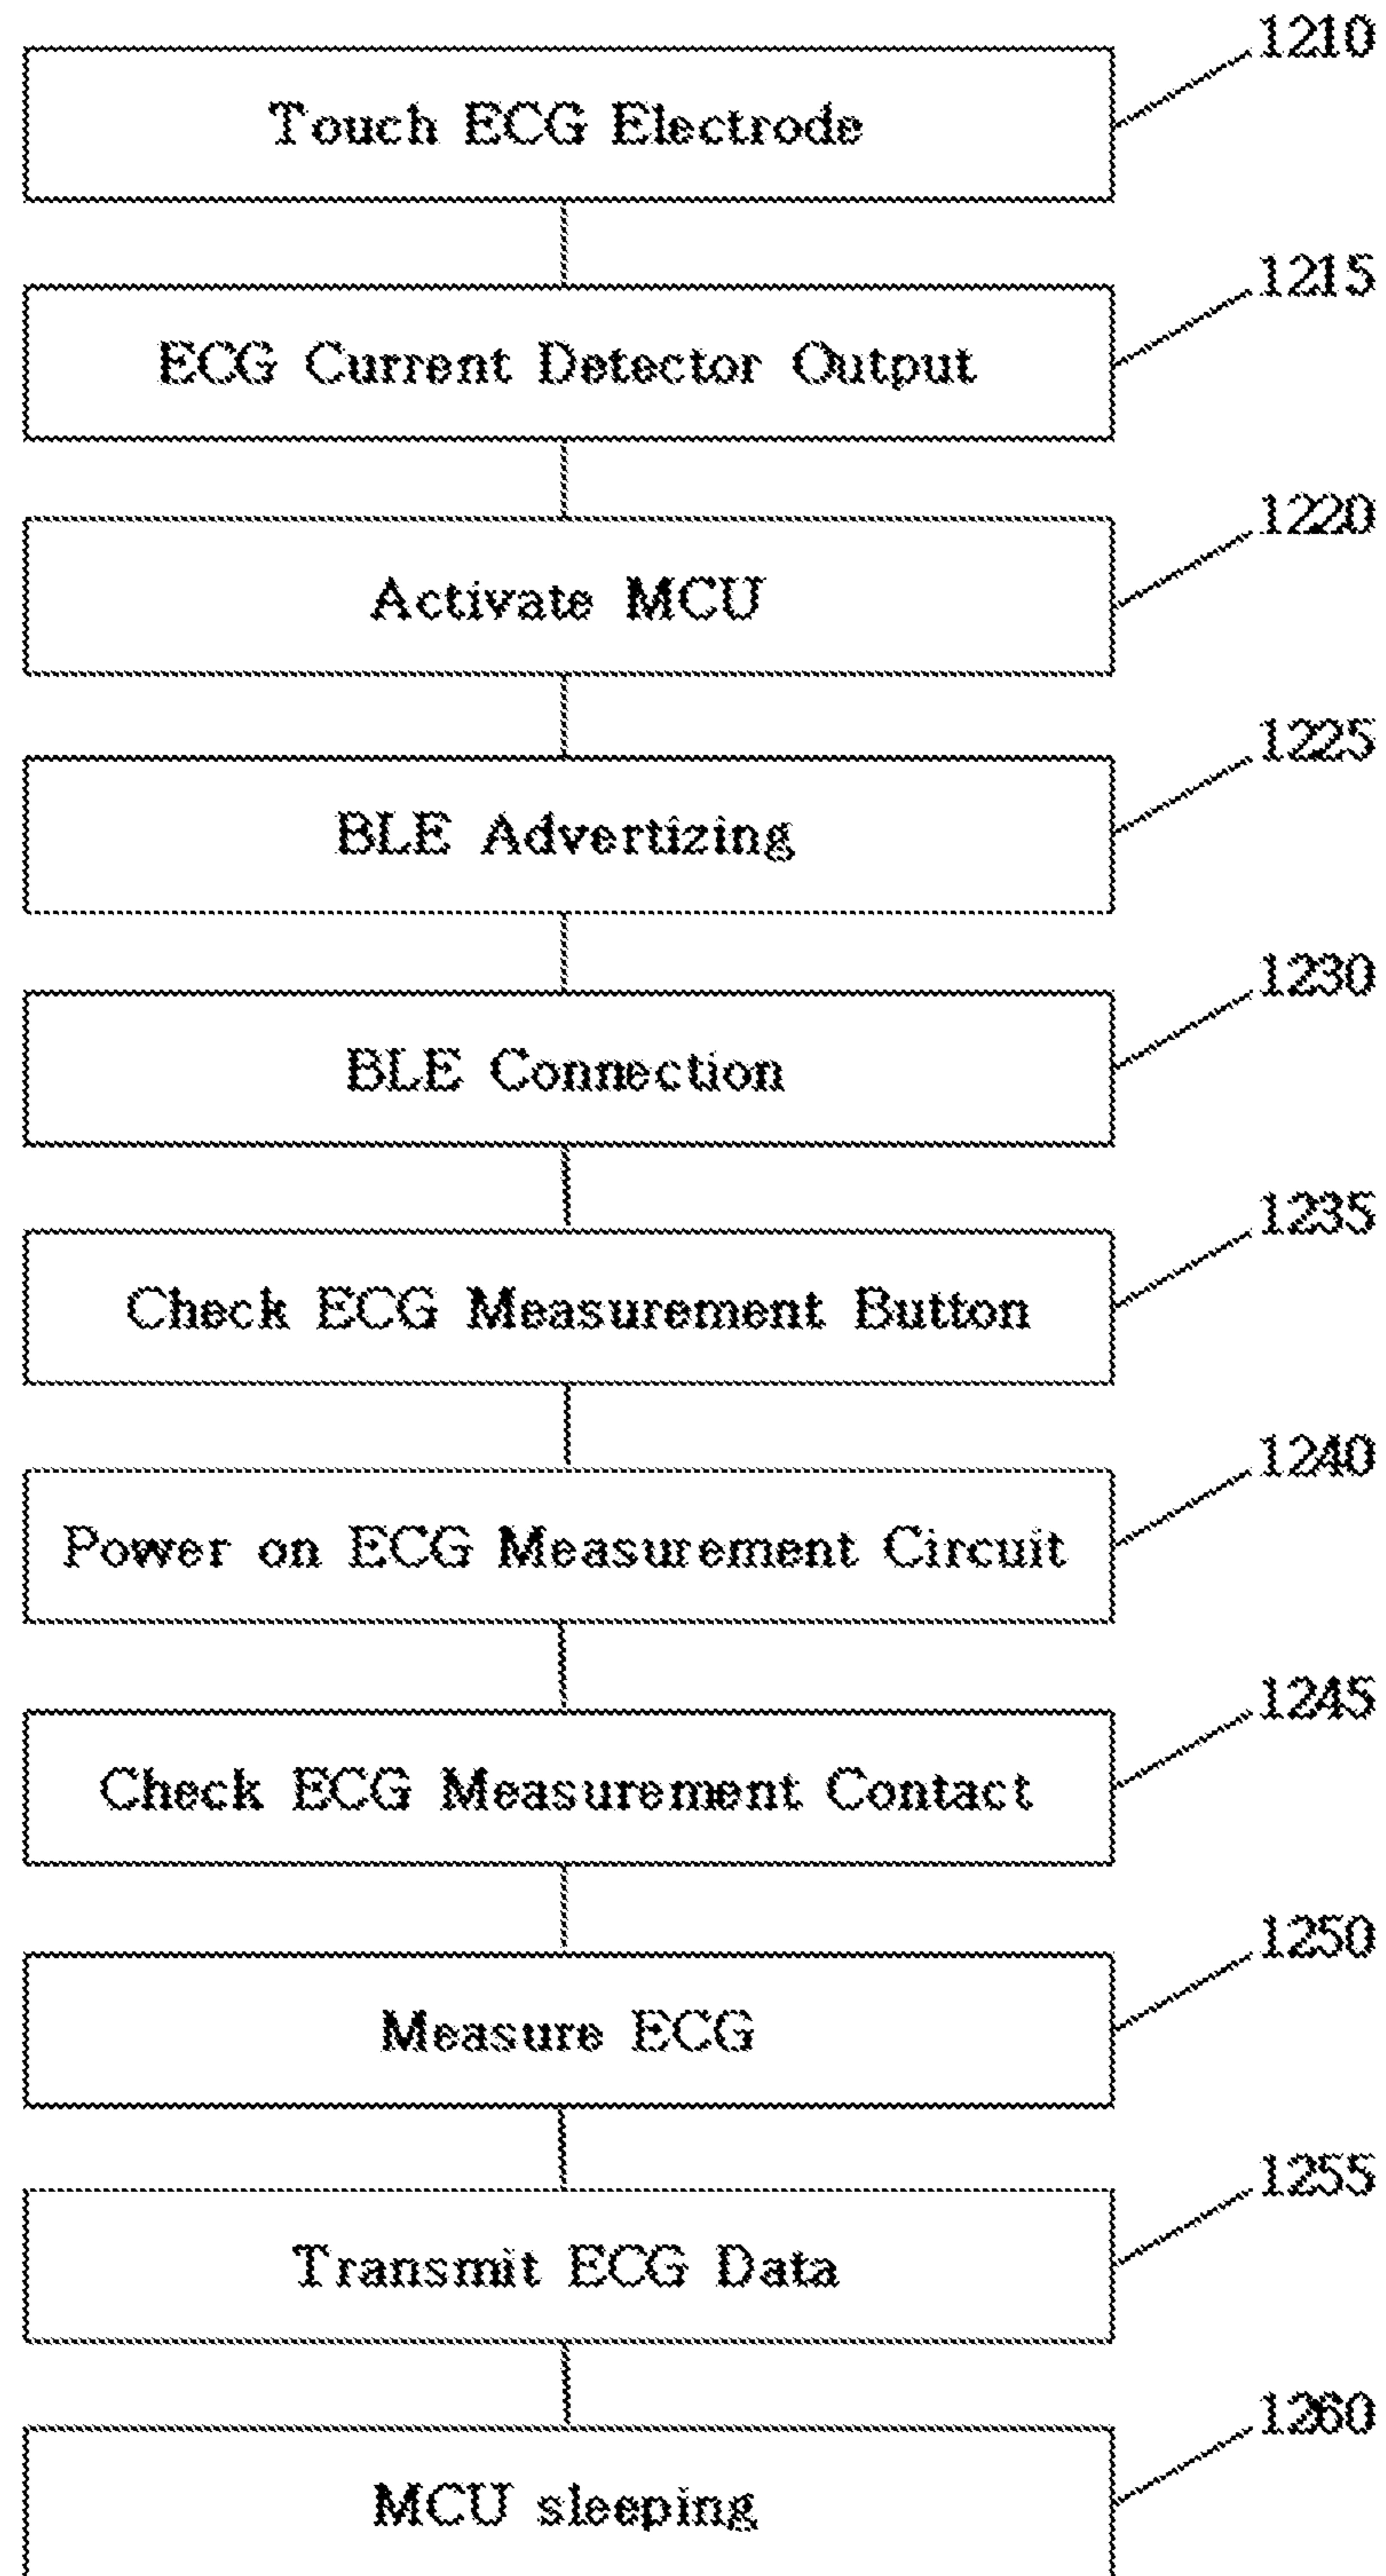 1210
Touch ECG Electrode
1215
ECG Current Detector Output
1220
Activate MCU
1225
BLE Advertizing
1230
BLE Connection
1235
Check ECG Measurement Button
1240
Power on ECG Measurement Circuit
1245
Check ECG Measurement Contact
1250
Measure ECG
1255
Transmit ECG Data
1260
MCU sleeping